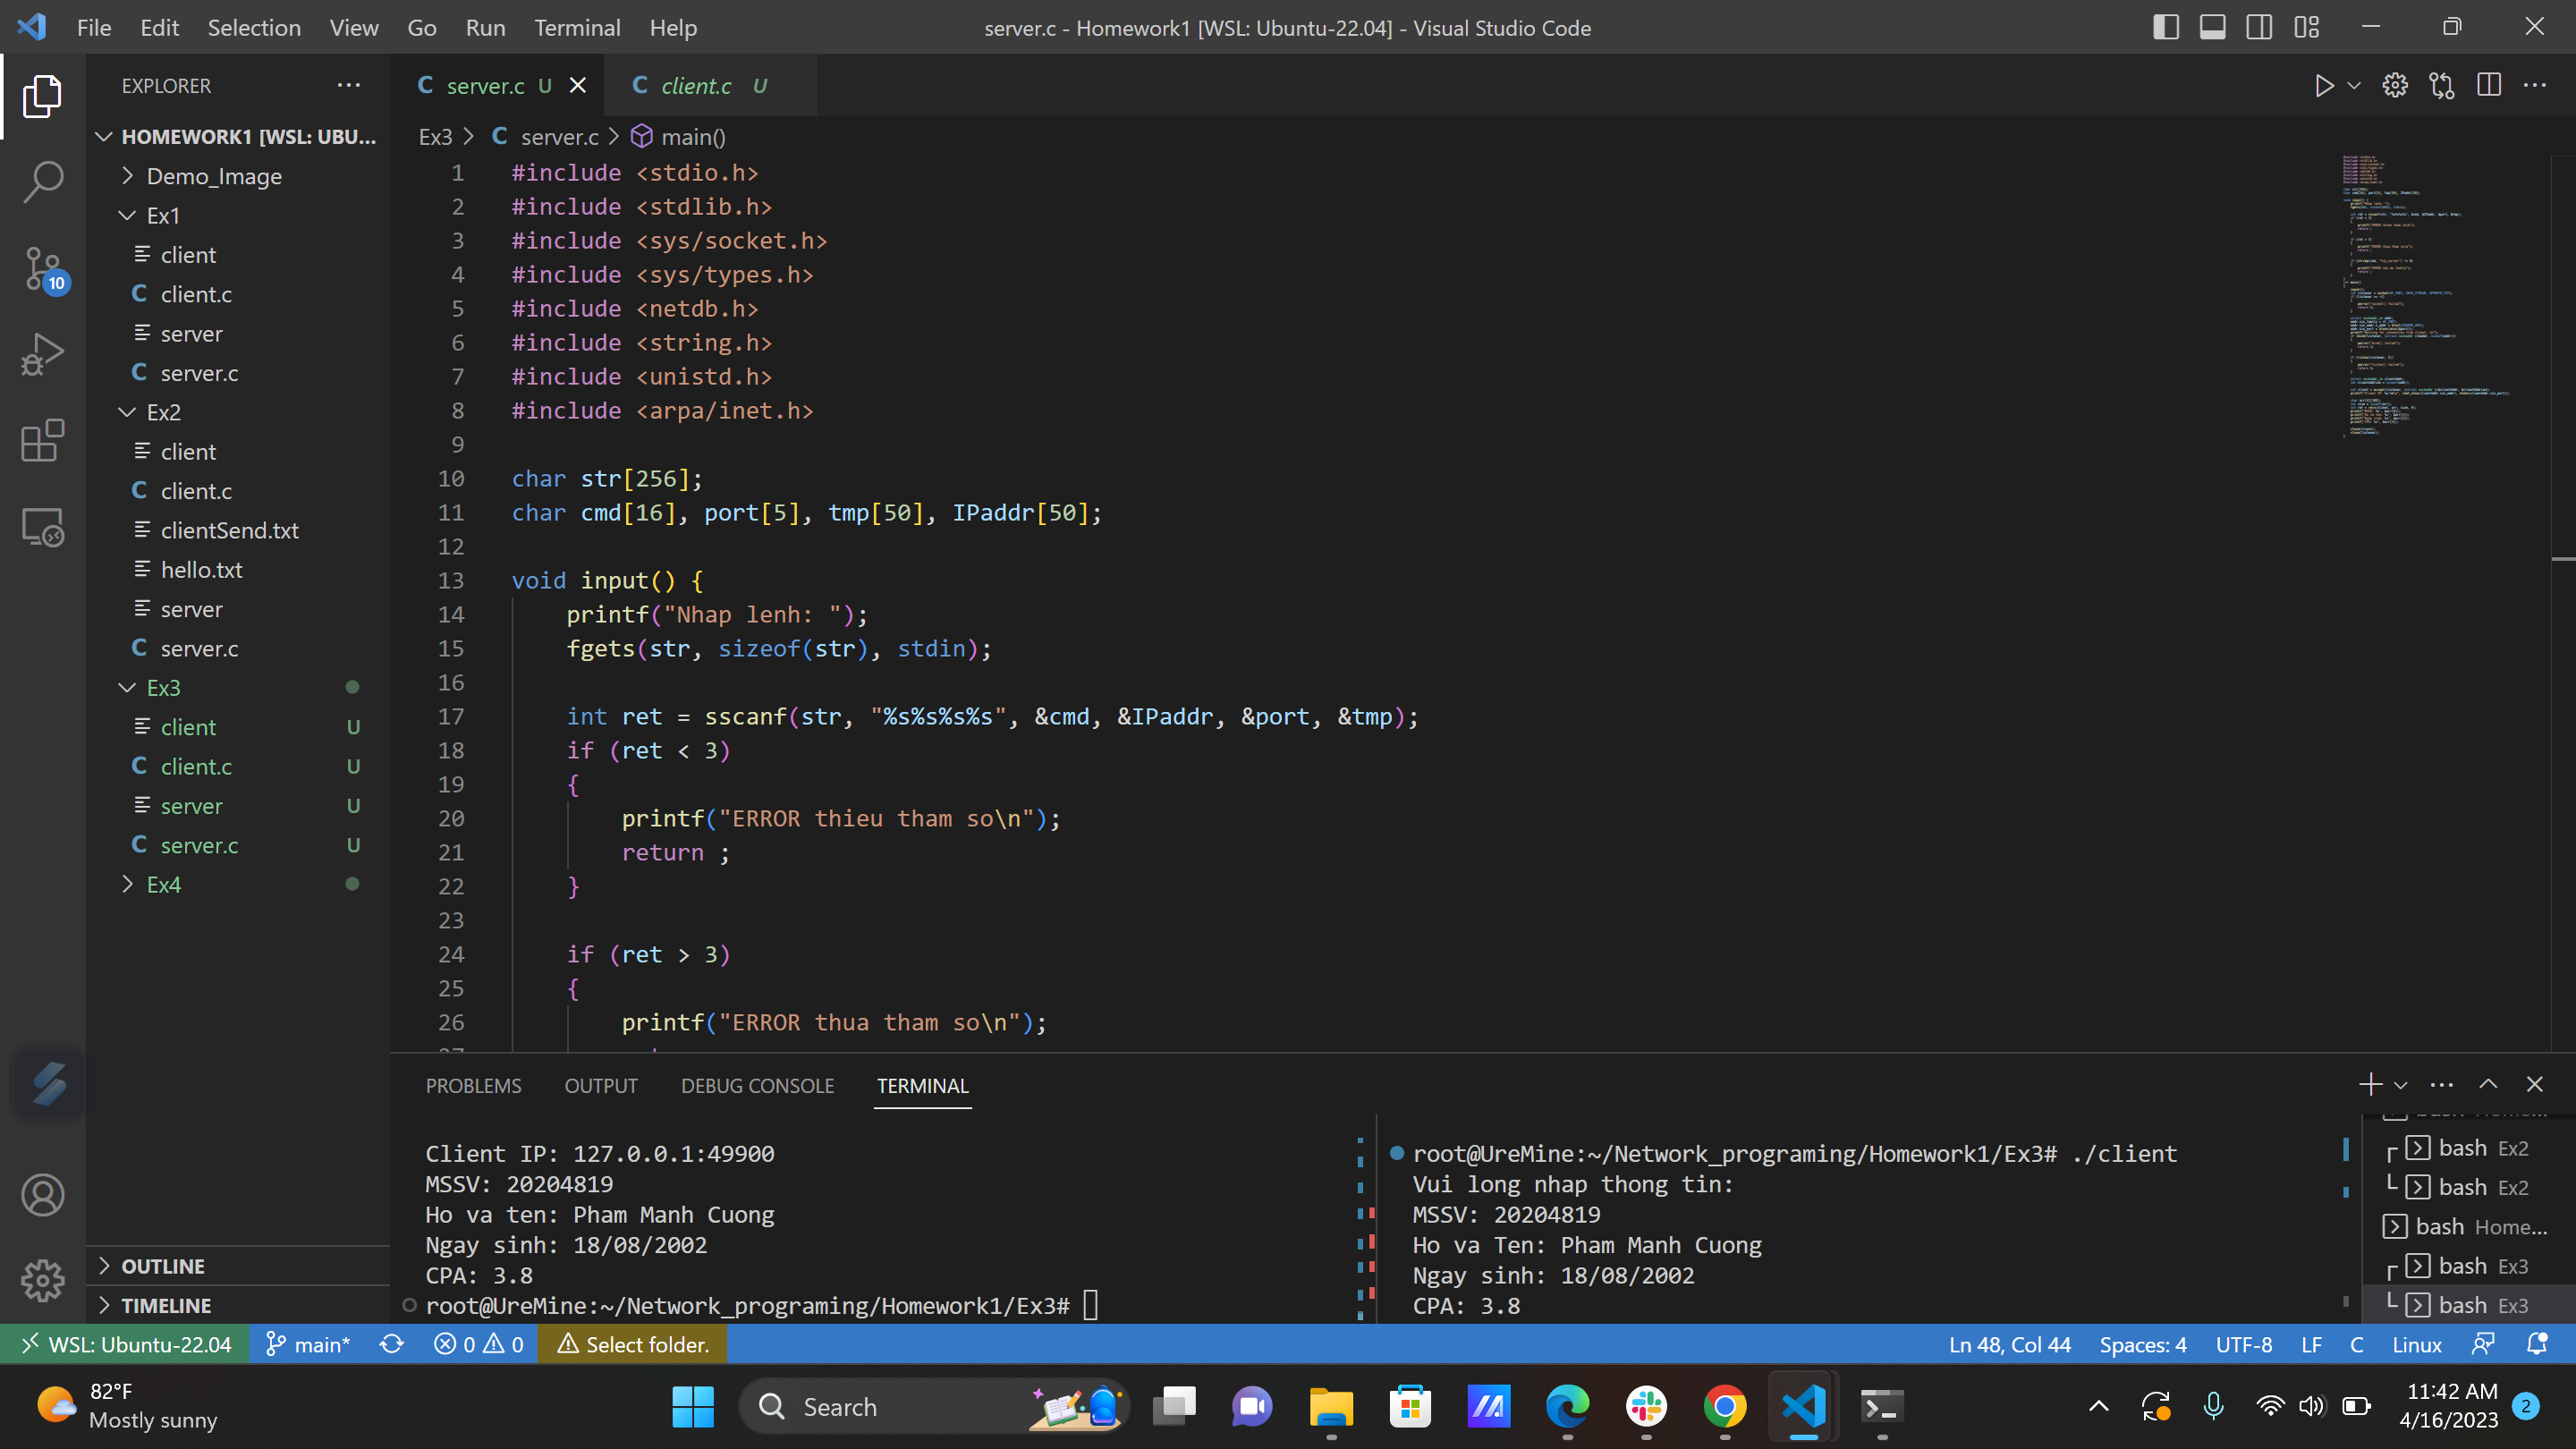 File Edit Selection View Go Run Terminal Help
server.c - Homework1 [WSL: Ubuntu-22.04] - Visual Studio Code
EXPLORER
HOMEWORK1 [WSL: UBU...
Demo_Image
Ex1
client
C client.c
server
C server.c
Ex2
client
C client.c
clientSend.txt
hello.txt
server
C server.c
Ex3
client U
C client.c U
server U
C server.c U
Ex4
OUTLINE
TIMELINE
10
C server.c U
C client.c U
Ex3 > C server.c > main()
1 #include <stdio.h>
2 #include <stdlib.h>
3 #include <sys/socket.h>
4 #include <sys/types.h>
5 #include <netdb.h>
6 #include <string.h>
7 #include <unistd.h>
8 #include <arpa/inet.h>
9
10 char str[256];
11 char cmd[16], port[5], tmp[50], IPaddr[50];
12
13 void input() {
14 printf("Nhap lenh: ");
15 fgets(str, sizeof(str), stdin);
16
17 int ret = sscanf(str, "%s%s%s%s", &cmd, &IPaddr, &port, &tmp);
18 if (ret < 3)
19 {
20 printf("ERROR thieu tham so\n");
21 return ;
22 }
23
24 if (ret > 3)
25 {
26 printf("ERROR thua tham so\n");
PROBLEMS OUTPUT DEBUG CONSOLE TERMINAL
Client IP: 127.0.0.1:49900
MSSV: 20204819
Ho va ten: Pham Manh Cuong
Ngay sinh: 18/08/2002
CPA: 3.8
root@UreMine:~/Network_programing/Homework1/Ex3#
root@UreMine:~/Network_programing/Homework1/Ex3# ./client
Vui long nhap thong tin:
MSSV: 20204819
Ho va Ten: Pham Manh Cuong
Ngay sinh: 18/08/2002
CPA: 3.8
bash Ex2
bash Ex2
bash Home...
bash Ex3
bash Ex3
WSL: Ubuntu-22.04 main* 0 0 Select folder.
Ln 48, Col 44 Spaces: 4 UTF-8 LF C Linux
82°F
Mostly sunny
Search
11:42 AM
4/16/2023
2